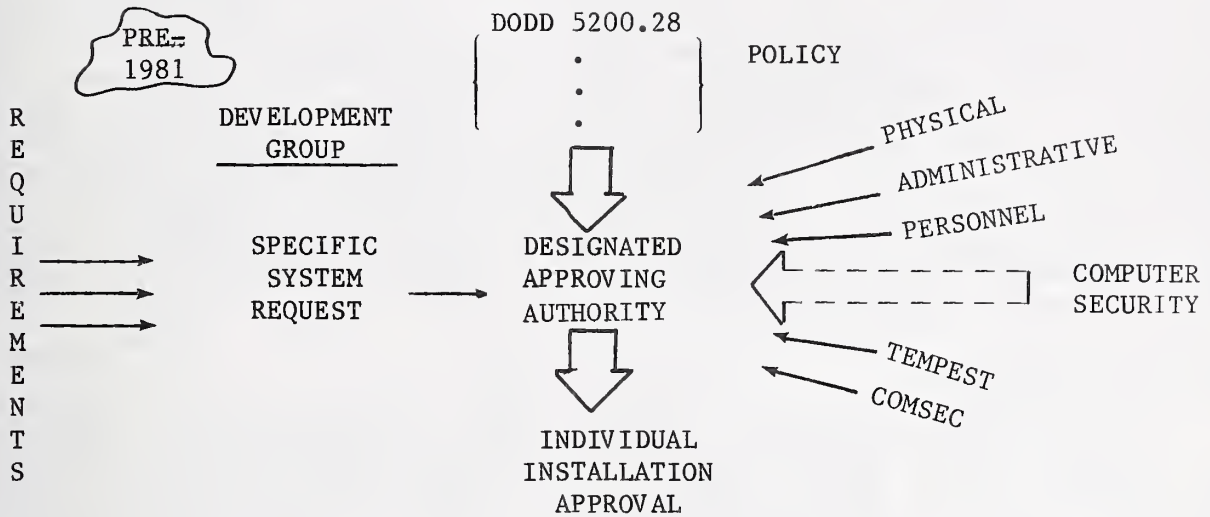 PRE=
1981
DODD 5200.28
POLICY
REQUIREMENTS
DEVELOPMENT
GROUP
SPECIFIC
SYSTEM
REQUEST
DESIGNATED
APPROVING
AUTHORITY
INDIVIDUAL
INSTALLATION
APPROVAL
PHYSICAL
ADMINISTRATIVE
PERSONNEL
COMPUTER
SECURITY
TEMPEST
COMSEC